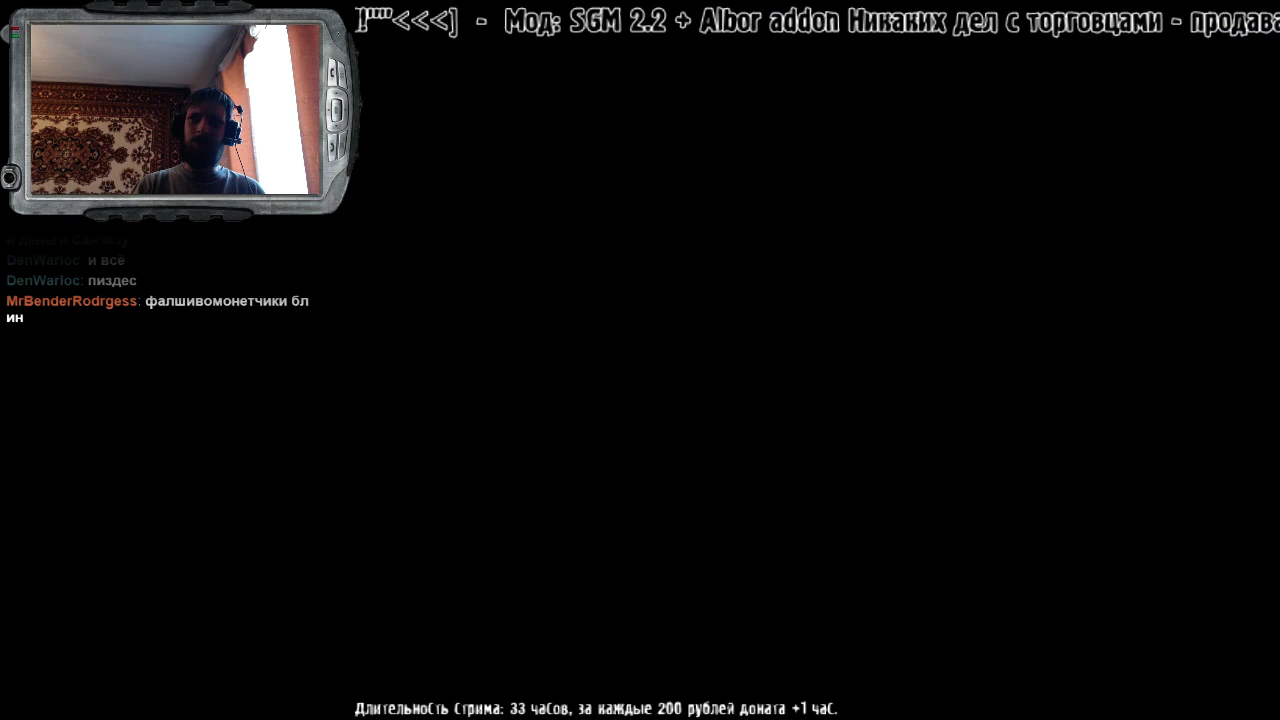 ]!""<<<] - Мод: SGM 2.2 + Albor addon Никаких дел с торговцами - продава
DenWarloc: и всё
DenWarloc: пиздес
MrBenderRodrgess: фалшивомонетчики бл
ин
Длительность стрима: 33 часов, за каждые 200 рублей доната +1 час.